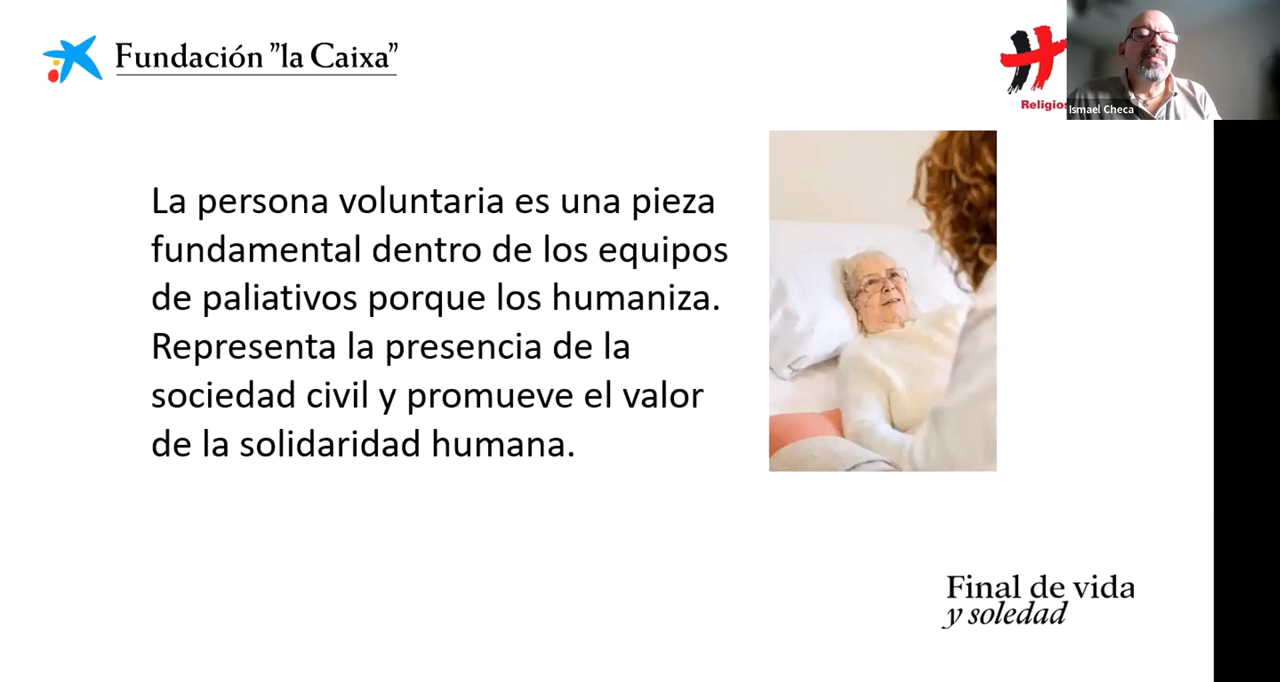 Fundación "la Caixa"
Ismael Checa
La persona voluntaria es una pieza
fundamental dentro de los equipos
de paliativos porque los humaniza.
Representa la presencia de la
sociedad civil y promueve el valor
de la solidaridad humana.
Final de vida
y soledad